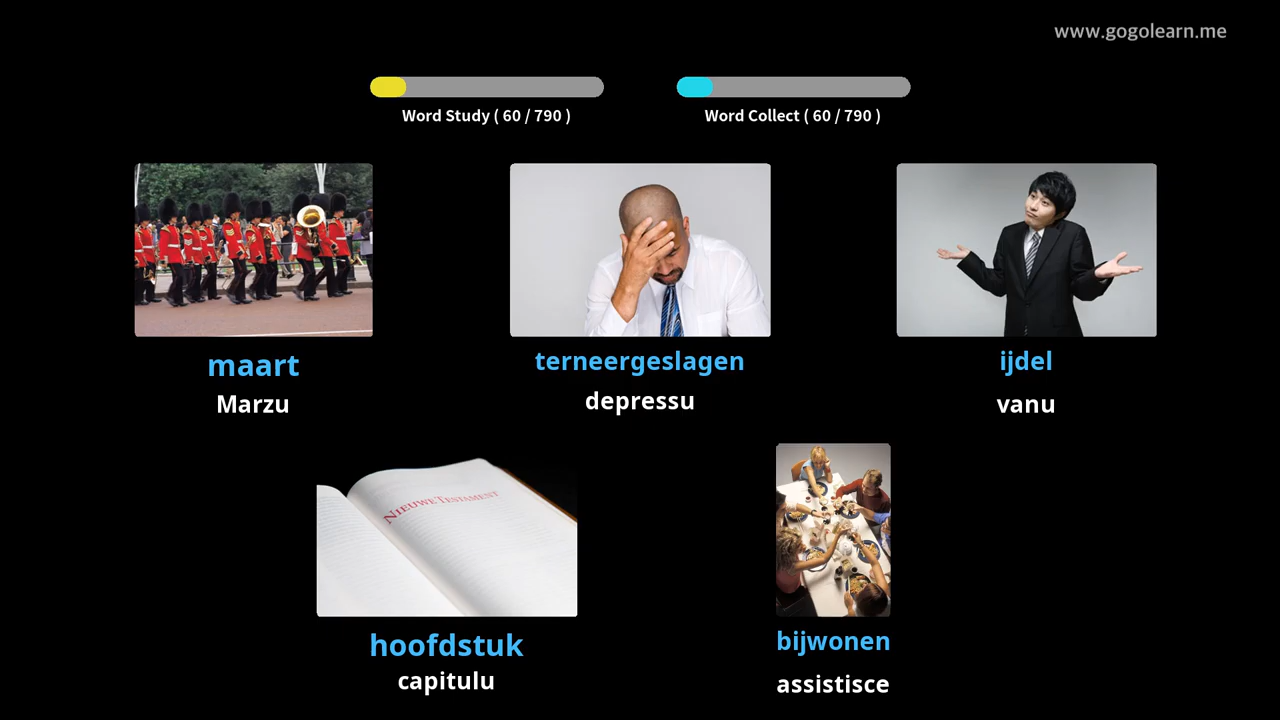 www.gogolearn.me
Word Study ( 60 / 790 )
Word Collect ( 60 / 790 )
maart
Marzu
terneergeslagen
depressu
ijdel
vanu
NIEUWE TESTAMENT
hoofdstuk
capitulu
bijwonen
assistisce